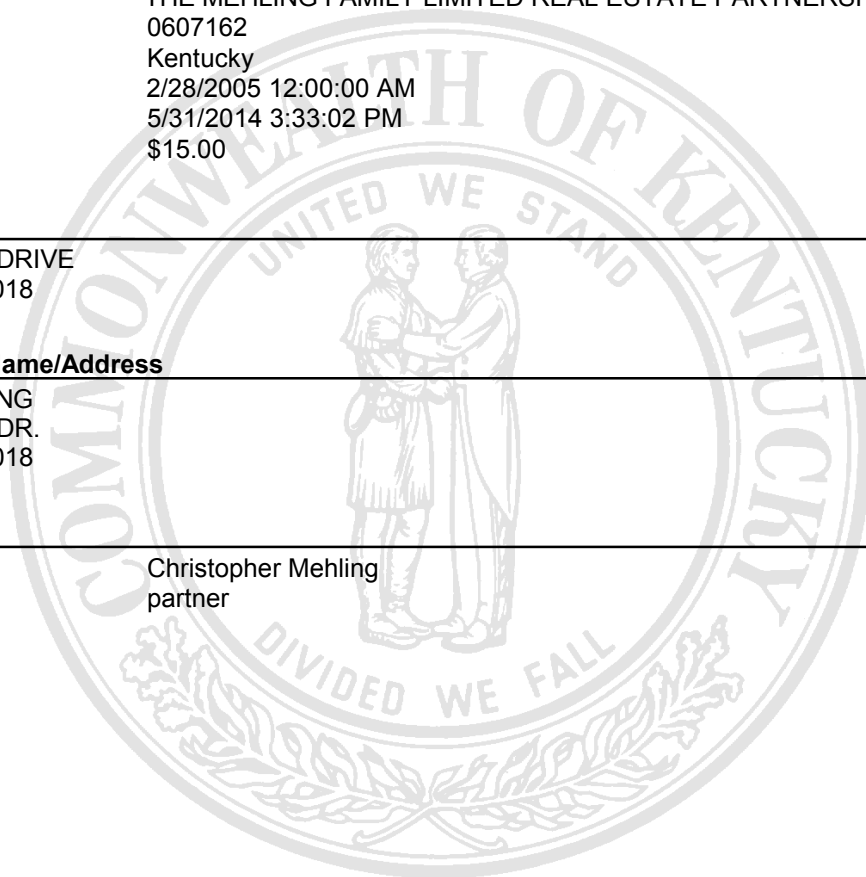 THE MEHLING FAMILY LIMITED REAL ESTATE
0607162
Kentucky
2/28/2005 12:00:00 AM
5/31/2014 3:33:02 PM
$15.00
COMMONWEALTH OF KENTUCKY
UNITED WE STAND
DRIVE
018
ame/Address
NG
DR.
018
Christopher Mehling
partner
DIVIDED WE FALL